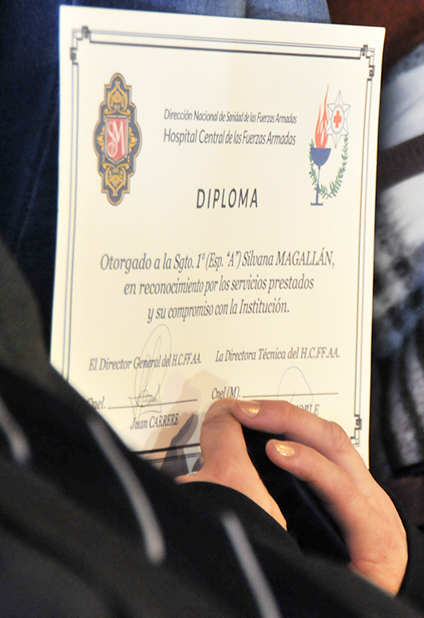 SM
Dirección Nacional de Sanidad de las Fuerzas Armadas
Hospital Central de las Fuerzas Armadas
DIPLOMA
Otorgado a la Sgto. 1ª (Esp. "A") Silvana MAGALLÁN,
en reconocimiento por los servicios prestados
y su compromiso con la Institución.
El Director General del H.C.FF.AA.
La Directora Técnica del H.C.FF.AA.
Cnel.
Juan CARRERE
Cnel (M).